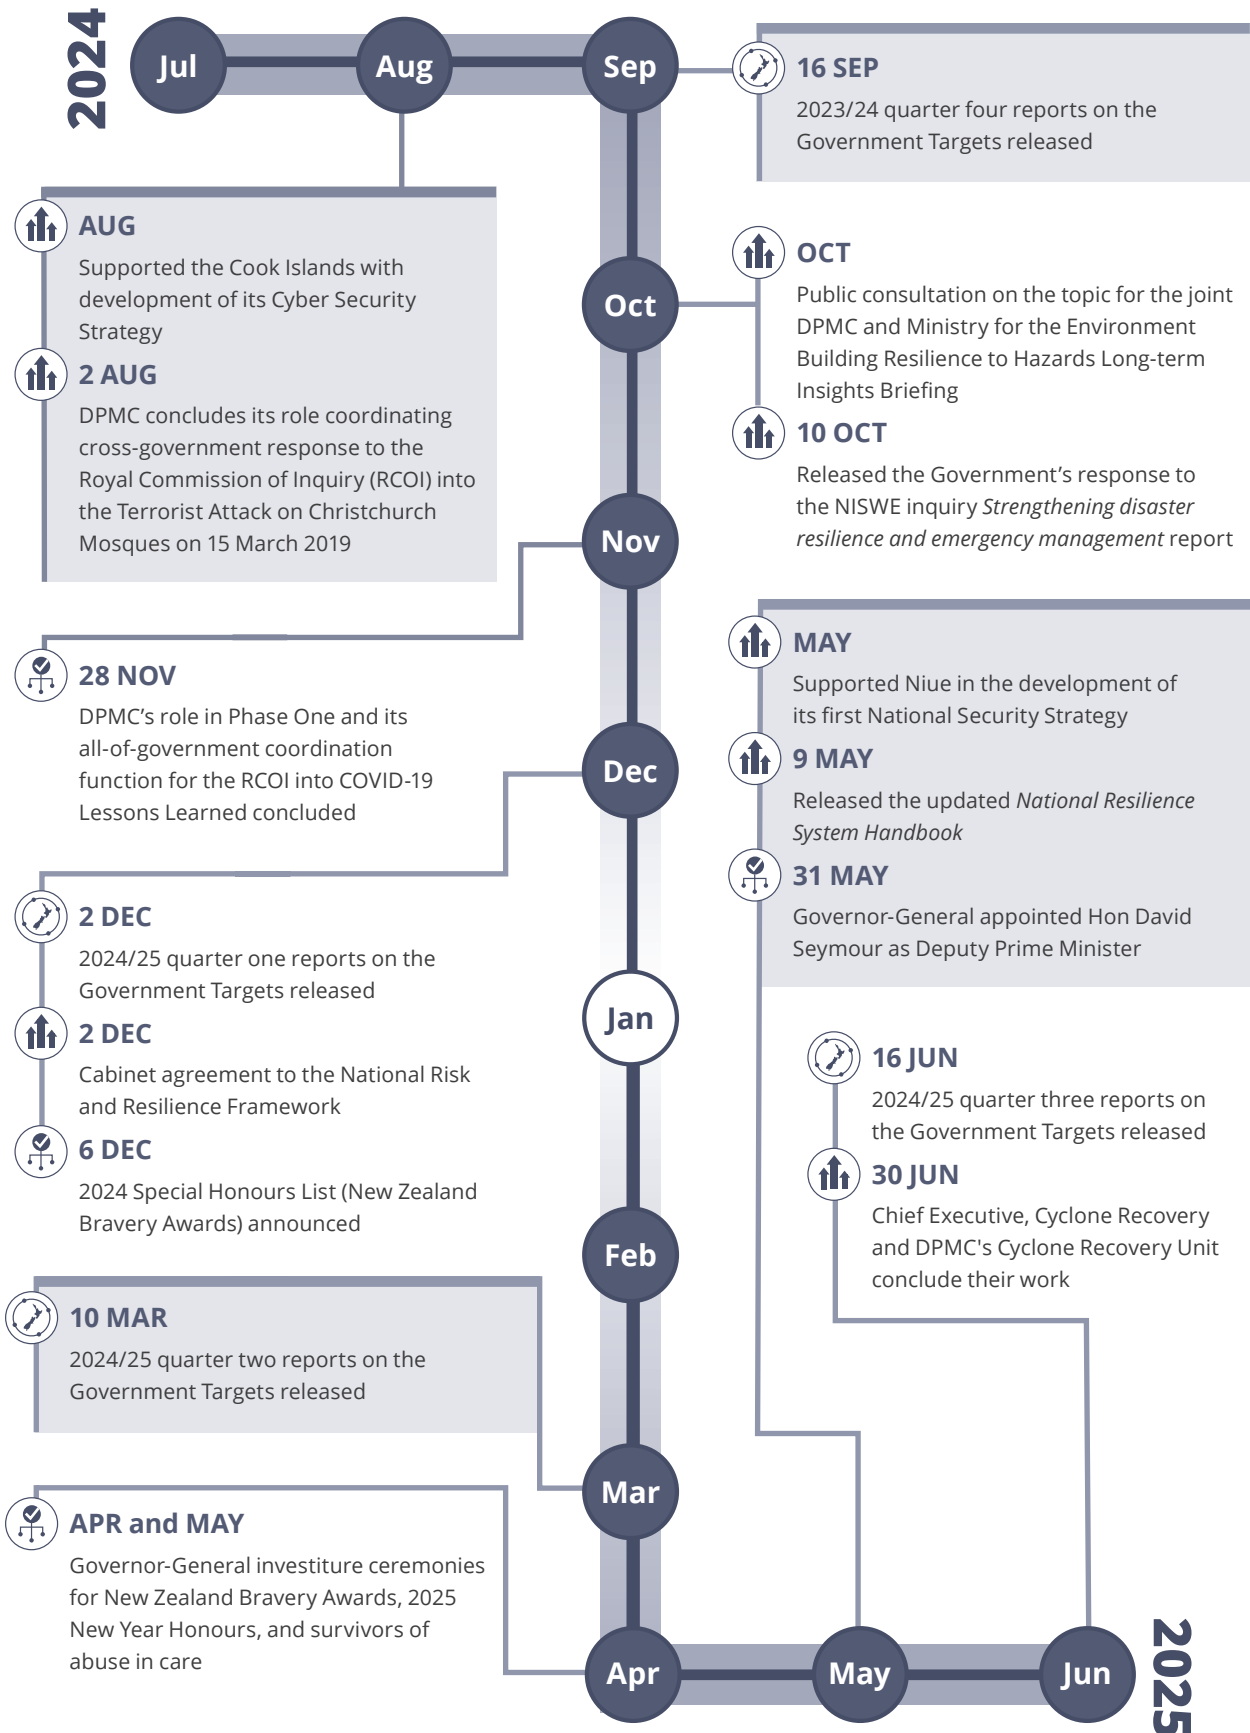 2024
Jul
Aug
Sep
16 SEP
2023/24 quarter four reports on the
Government Targets released
AUG
Supported the Cook Islands with
development of its Cyber Security
Strategy
2 AUG
DPMC concludes its role coordinating
cross-government response to the
Royal Commission of Inquiry (RCOI) into
the Terrorist Attack on Christchurch
Mosques on 15 March 2019
Oct
OCT
Public consultation on the topic for the joint
DPMC and Ministry for the Environment
Building Resilience to Hazards Long-term
Insights Briefing
10 OCT
Released the Government’s response to
the NISWE inquiry Strengthening disaster
resilience and emergency management report
Nov
28 NOV
DPMC’s role in Phase One and its
all-of-government coordination
function for the RCOI into COVID-19
Lessons Learned concluded
Dec
2 DEC
2024/25 quarter one reports on the
Government Targets released
2 DEC
Cabinet agreement to the National Risk
and Resilience Framework
6 DEC
2024 Special Honours List (New Zealand
Bravery Awards) announced
Jan
Feb
10 MAR
2024/25 quarter two reports on the
Government Targets released
Mar
APR and MAY
Governor-General investiture ceremonies
for New Zealand Bravery Awards, 2025
New Year Honours, and survivors of
abuse in care
Apr
MAY
Supported Niue in the development of
its first National Security Strategy
9 MAY
Released the updated National Resilience
System Handbook
31 MAY
Governor-General appointed Hon David
Seymour as Deputy Prime Minister
May
16 JUN
2024/25 quarter three reports on
the Government Targets released
30 JUN
Chief Executive, Cyclone Recovery
and DPMC's Cyclone Recovery Unit
conclude their work
Jun
2025